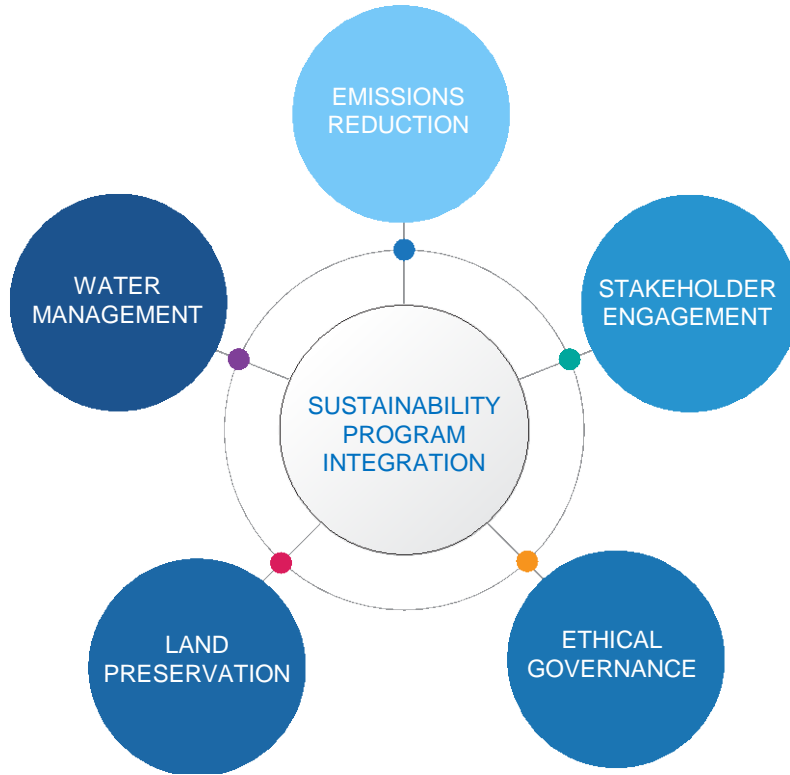 EMISSIONS
REDUCTION
WATER
MANAGEMENT
STAKEHOLDER
ENGAGEMENT
SUSTAINABILITY
PROGRAM
INTEGRATION
LAND
PRESERVATION
ETHICAL
GOVERNANCE